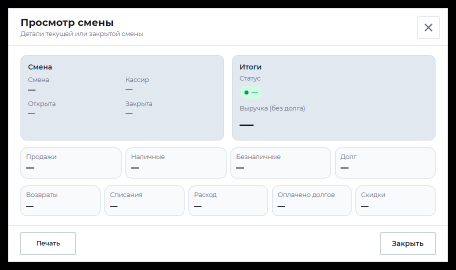 Просмотр смены
Детали текущей или закрытой смены
Смена
Смена
—
Кассир
—
Открыта
—
Закрыта
—
Итоги
Статус
—
Выручка (без долга)
—
Продажи
—
Наличные
—
Безналичные
—
Долг
—
Возвраты
—
Списания
—
Расход
—
Оплачено долгов
—
Скидки
—
Печать
Закрыть